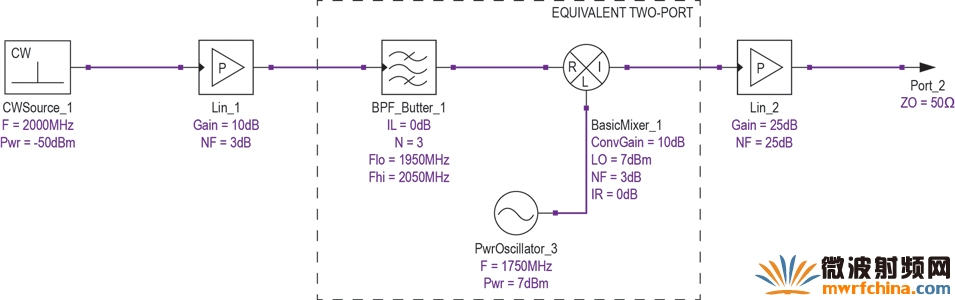 EQUIVALENT TWO-PORT
CW
CWSource_1
F = 2000MHz
Pwr = -50dBm
P
Lin_1
Gain = 10dB
NF = 3dB
BPF_Butter_1
IL = 0dB
N = 3
Flo = 1950MHz
Fhi = 2050MHz
R I
L
BasicMixer_1
ConvGain = 10dB
LO = 7dBm
NF = 3dB
IR = 0dB
PwrOscillator_3
F = 1750MHz
Pwr = 7dBm
P
Lin_2
Gain = 25dB
NF = 25dB
Port_2
ZO = 50Ω
微波射频网
mwrfchina.com